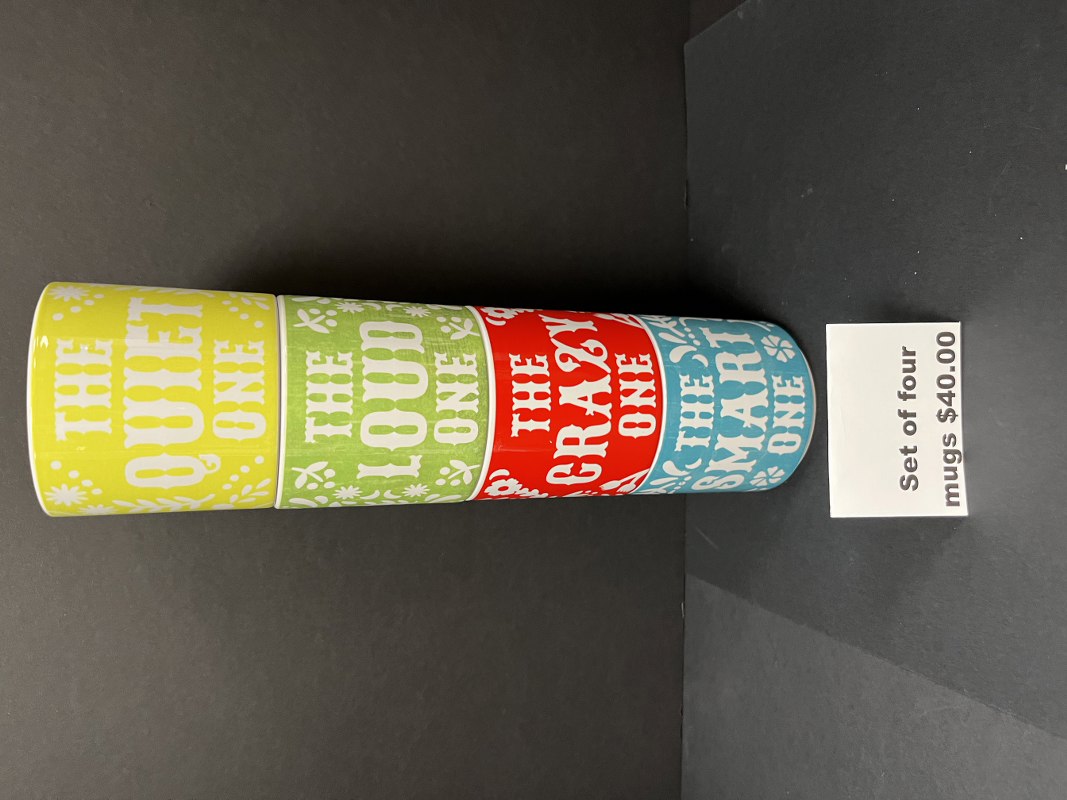 THE
QUIET
ONE
THE
LOUD
ONE
THE
CRAZY
ONE
THE
SMART
ONE
Set of four
mugs $40.00